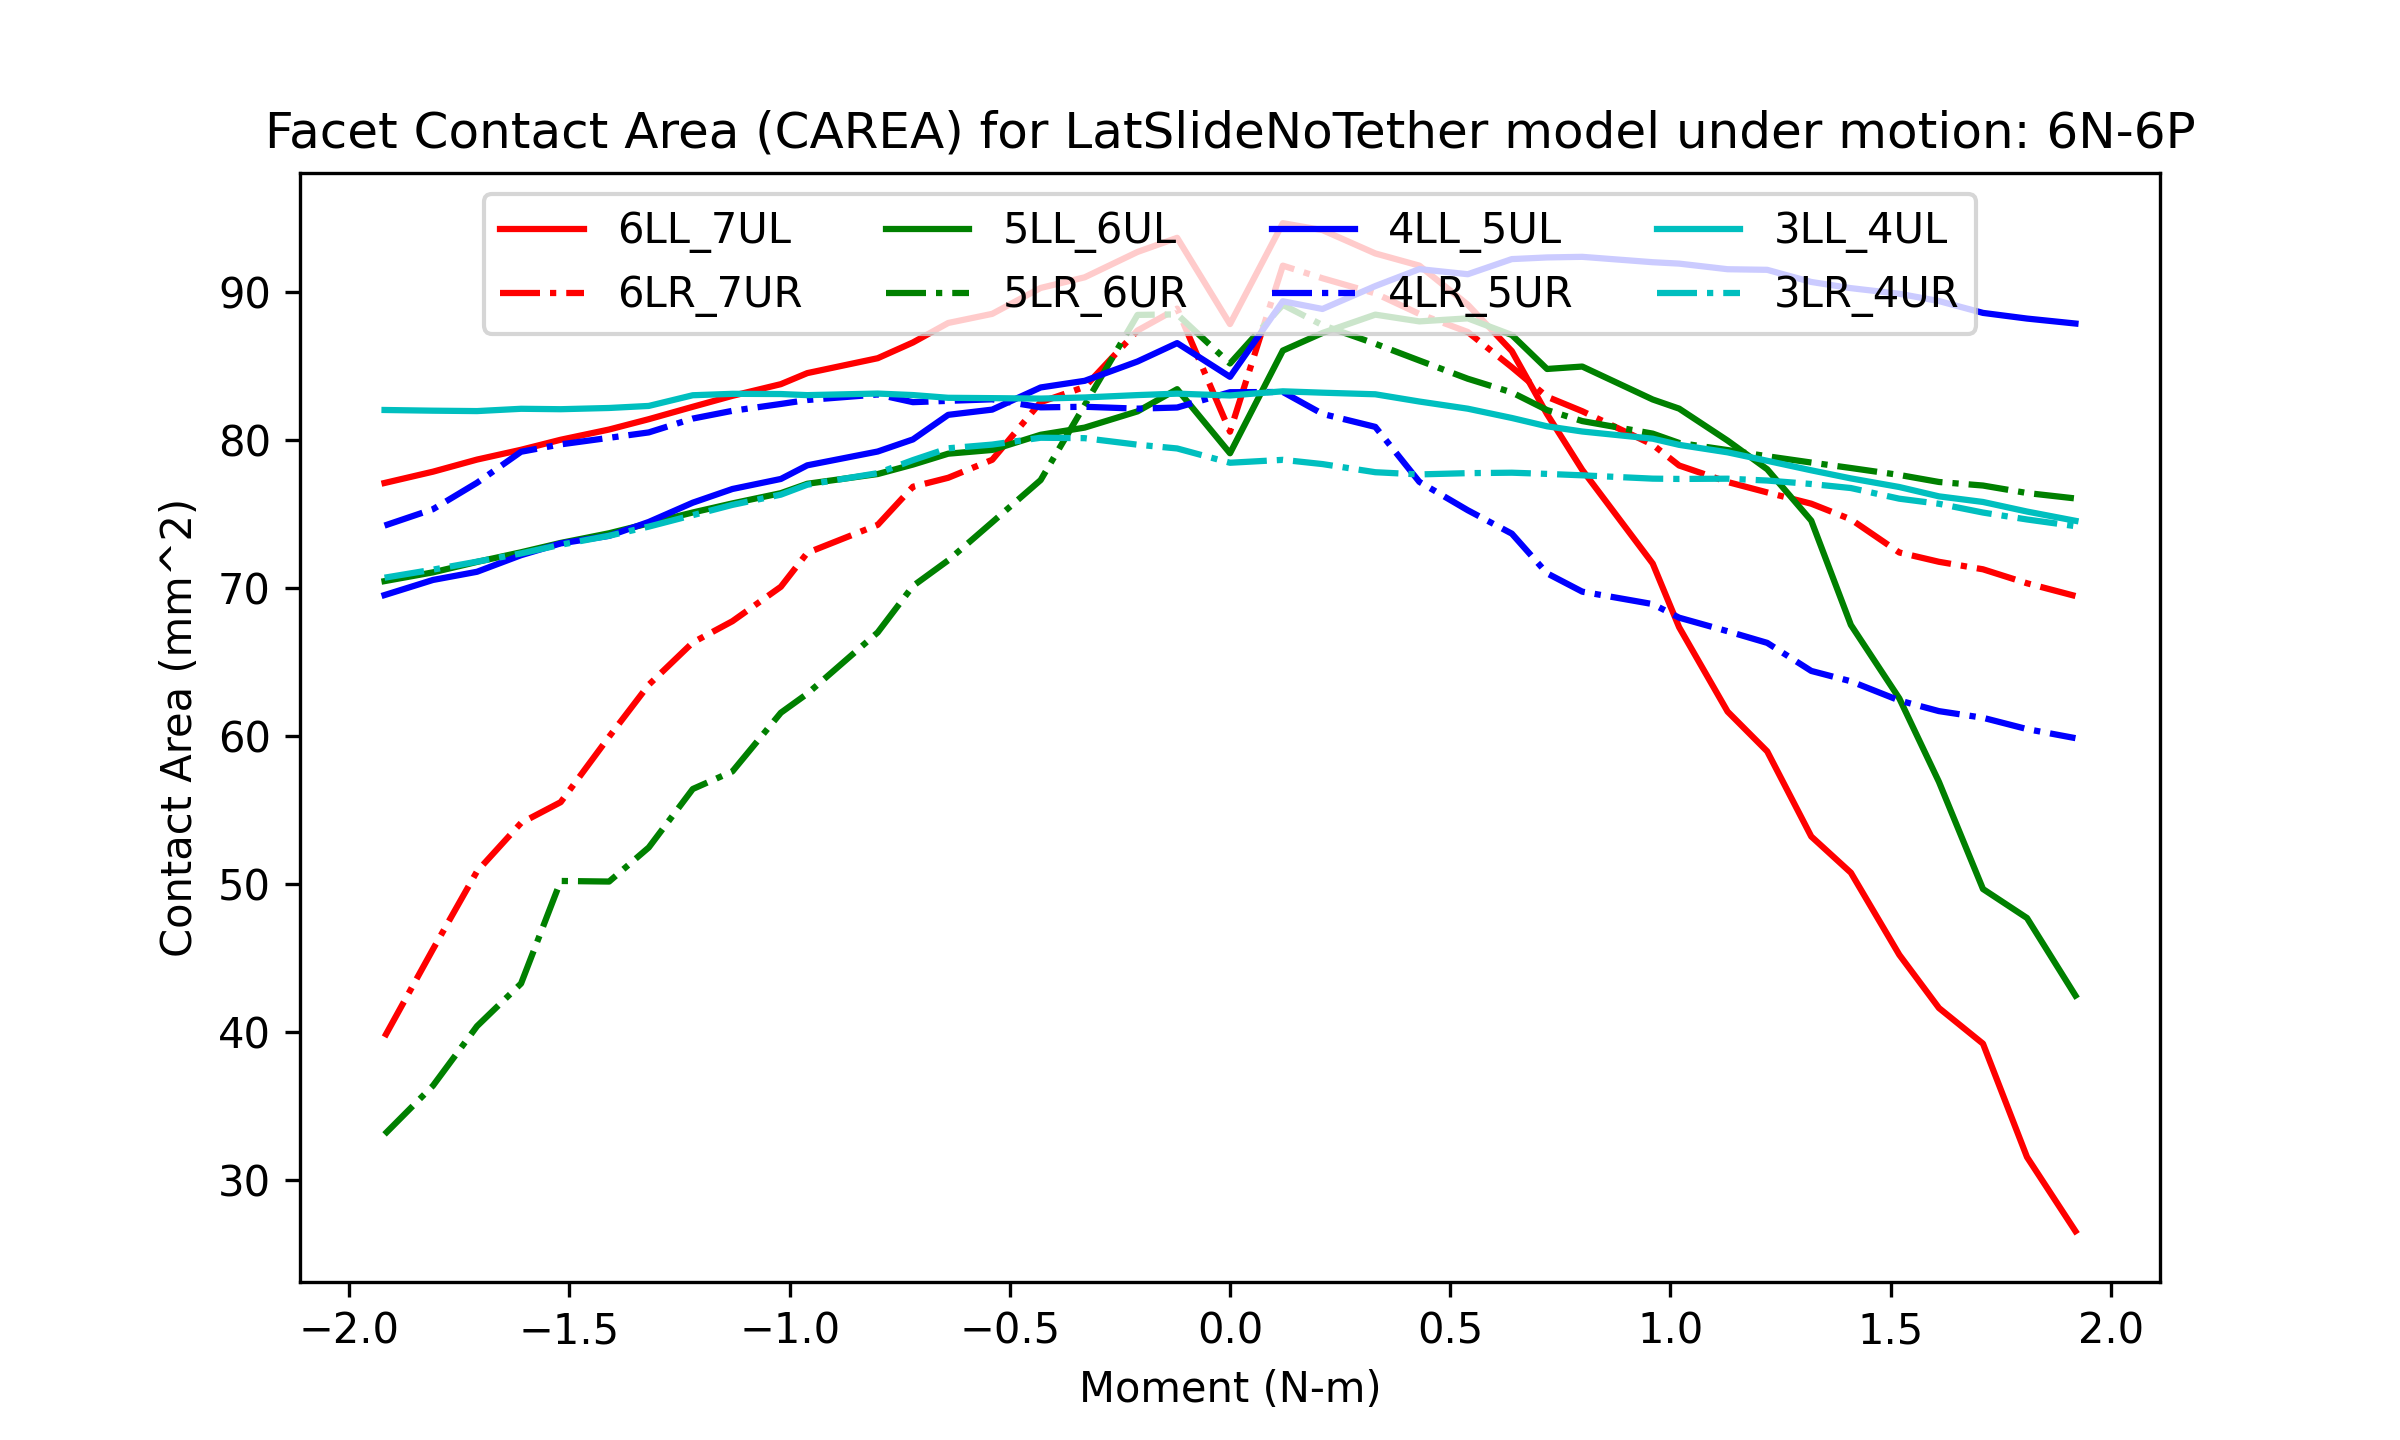 Facet Contact Area (CAREA) for LatSlideNoTether model under motion: 6N-6P
6LL_7UL 5LL_6UL 4LL_5UL 3LL_4UL
6LR_7UR 5LR_6UR 4LR_5UR 3LR_4UR
90
80
70
60
50
40
30
Contact Area (mm^2)
−2.0 −1.5 −1.0 −0.5 0.0 0.5 1.0 1.5 2.0
Moment (N-m)